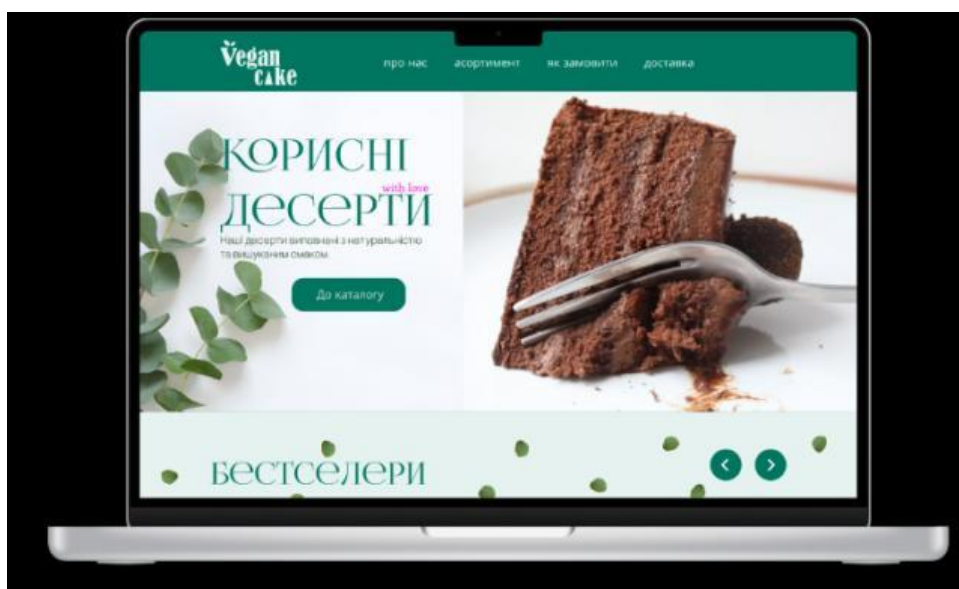 Vegan
cake
про нас асортимент як замовити доставка
КОРИСНІ
with love
ДЕСЕРТИ
Наші десерти виповнені з натуральністю
та вишуканим смаком.
До каталогу
БЕСТСЕЛЕРИ